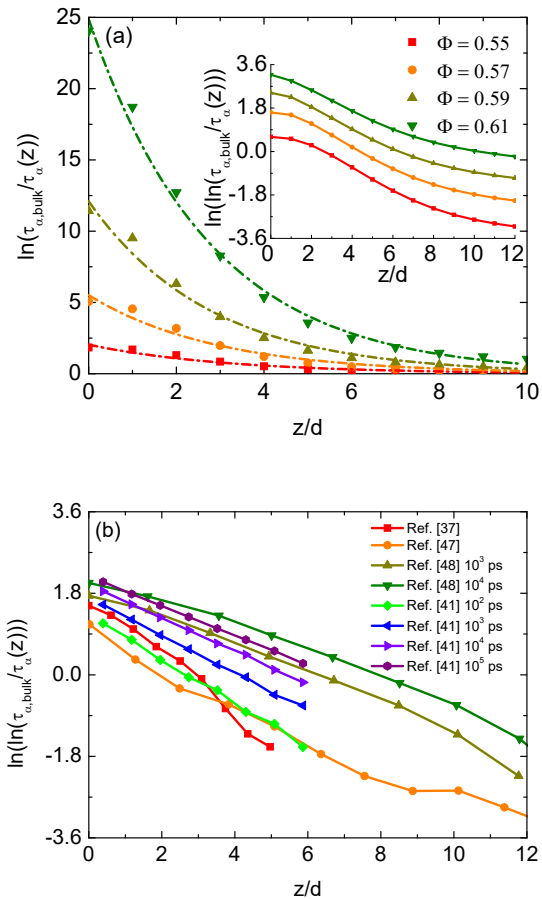 (a)
ln(τα,bulk/τα(z))
25
20
15
10
5
0
0 2 4 6 8 10
z/d
Φ = 0.55
Φ = 0.57
Φ = 0.59
Φ = 0.61
ln(ln(τα,bulk/τα(z)))
3.6
1.8
0.0
-1.8
-3.6
0 2 4 6 8 10 12
z/d
(b)
ln(ln(τα,bulk/τα(z)))
3.6
1.8
0.0
-1.8
-3.6
0 2 4 6 8 10 12
z/d
Ref. [37]
Ref. [47]
Ref. [48] 10³ ps
Ref. [48] 10⁴ ps
Ref. [41] 10² ps
Ref. [41] 10³ ps
Ref. [41] 10⁴ ps
Ref. [41] 10⁵ ps